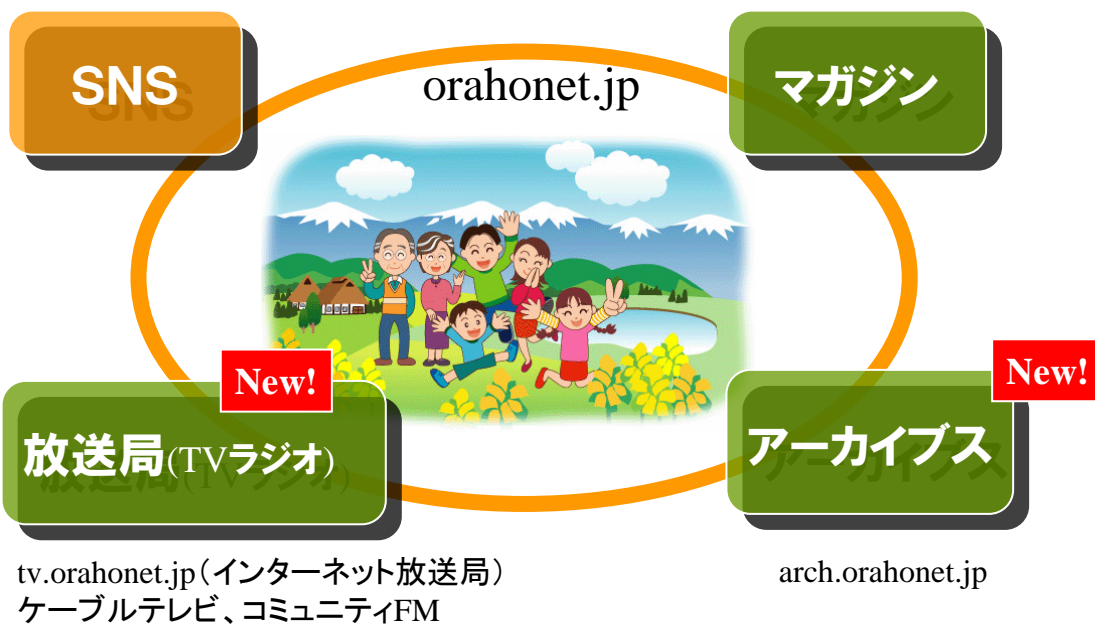 SNS
orahonet.jp
マガジン
New!
放送局(TVラジオ)
New!
アーカイブス
tv.orahonet.jp(インターネット放送局)
ケーブルテレビ、コミュニティFM
arch.orahonet.jp